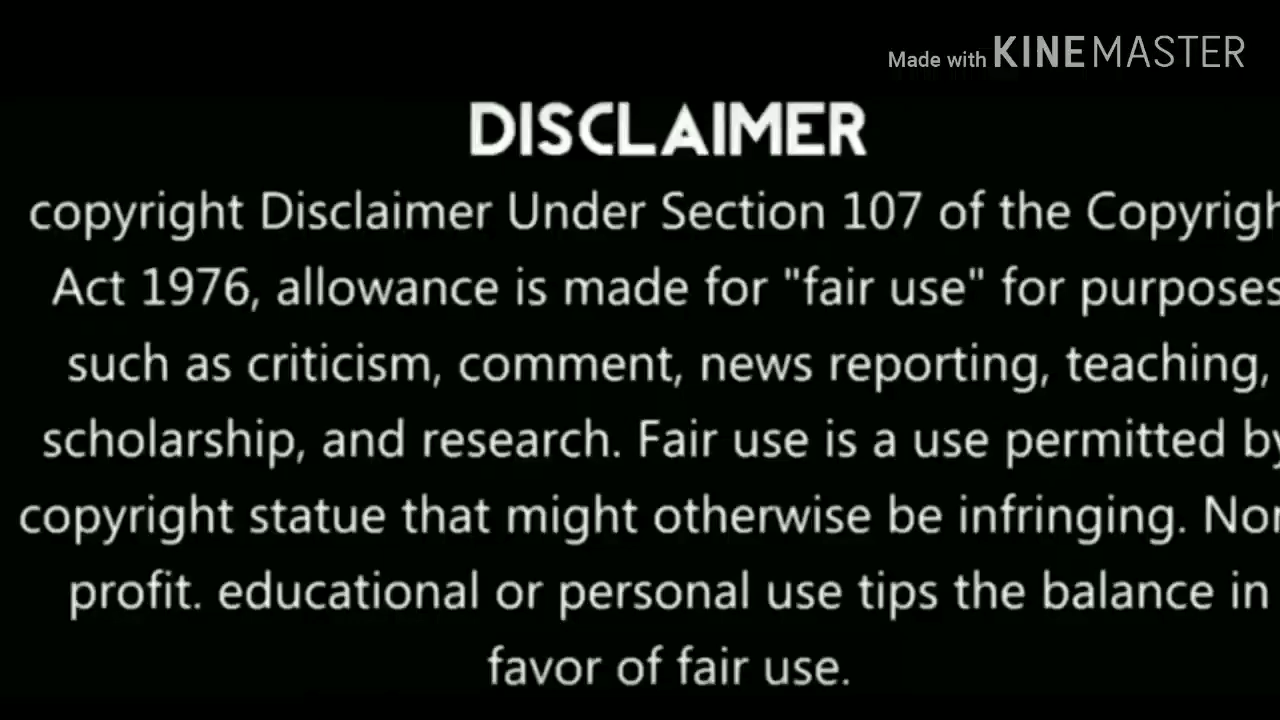 Made with KINEMASTER
DISCLAIMER
copyright Disclaimer Under Section 107 of the Copyrigh
Act 1976, allowance is made for "fair use" for purposes
such as criticism, comment, news reporting, teaching,
scholarship, and research. Fair use is a use permitted by
copyright statue that might otherwise be infringing. Non
profit. educational or personal use tips the balance in
favor of fair use.